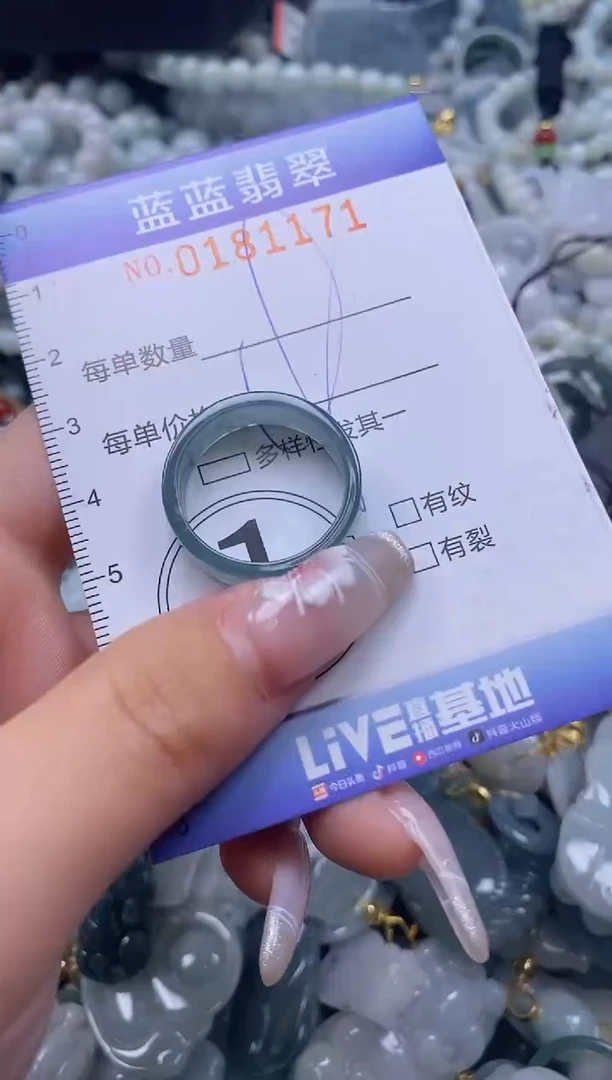 蓝蓝翡翠
NO.0181171
0
1
2
每单数量
3
每单价
4
多样 发其一
1
□有纹
5
□有裂
LiVE直播基地
今日头条 抖音 西瓜视频 抖音火山版